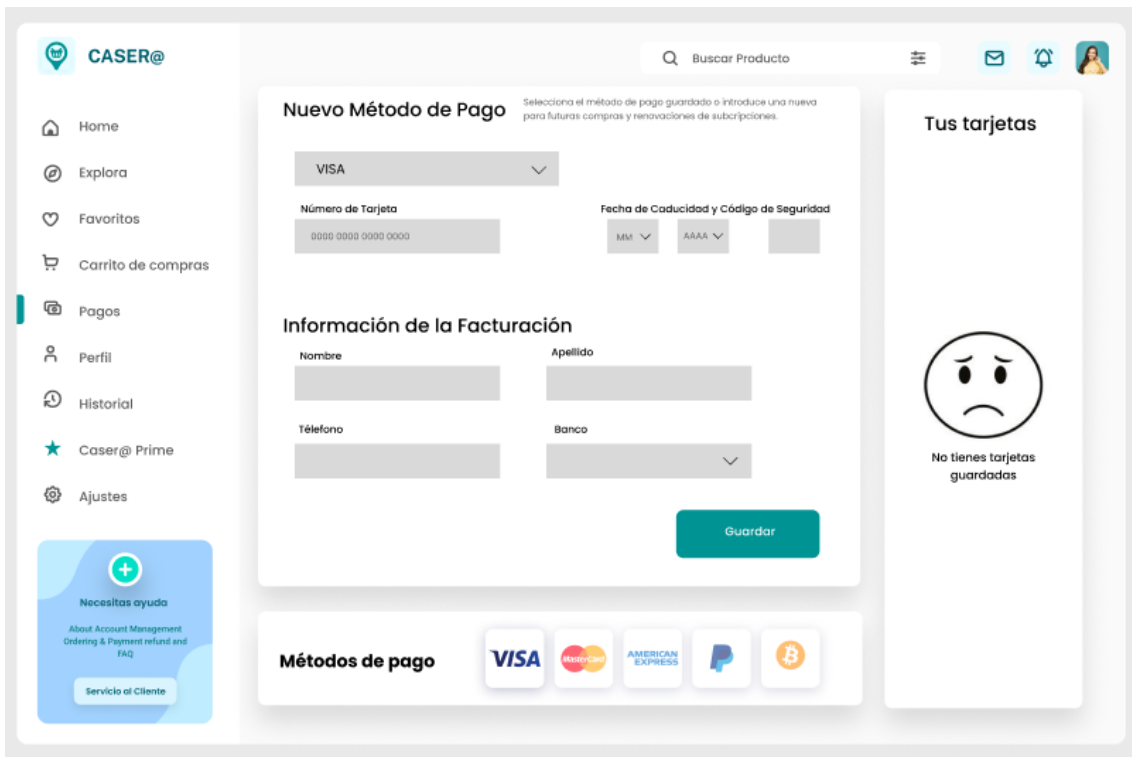 CASER@
Buscar Producto
Home
Explora
Favoritos
Carrito de compras
Pagos
Perfil
Historial
Caser@ Prime
Ajustes
Necesitas ayuda
About Account Management
Ordering & Payment refund and
FAQ
Servicio al Cliente
Nuevo Método de Pago
Selecciona el método de pago guardado o introduce una nueva
para futuras compras y renovaciones de subcripciones.
VISA
Número de Tarjeta
0000 0000 0000 0000
Fecha de Caducidad y Código de Seguridad
MM
AAAA
Información de la Facturación
Nombre
Apellido
Télefono
Banco
Guardar
Métodos de pago
VISA
MasterCard
AMERICAN
EXPRESS
Tus tarjetas
No tienes tarjetas
guardadas